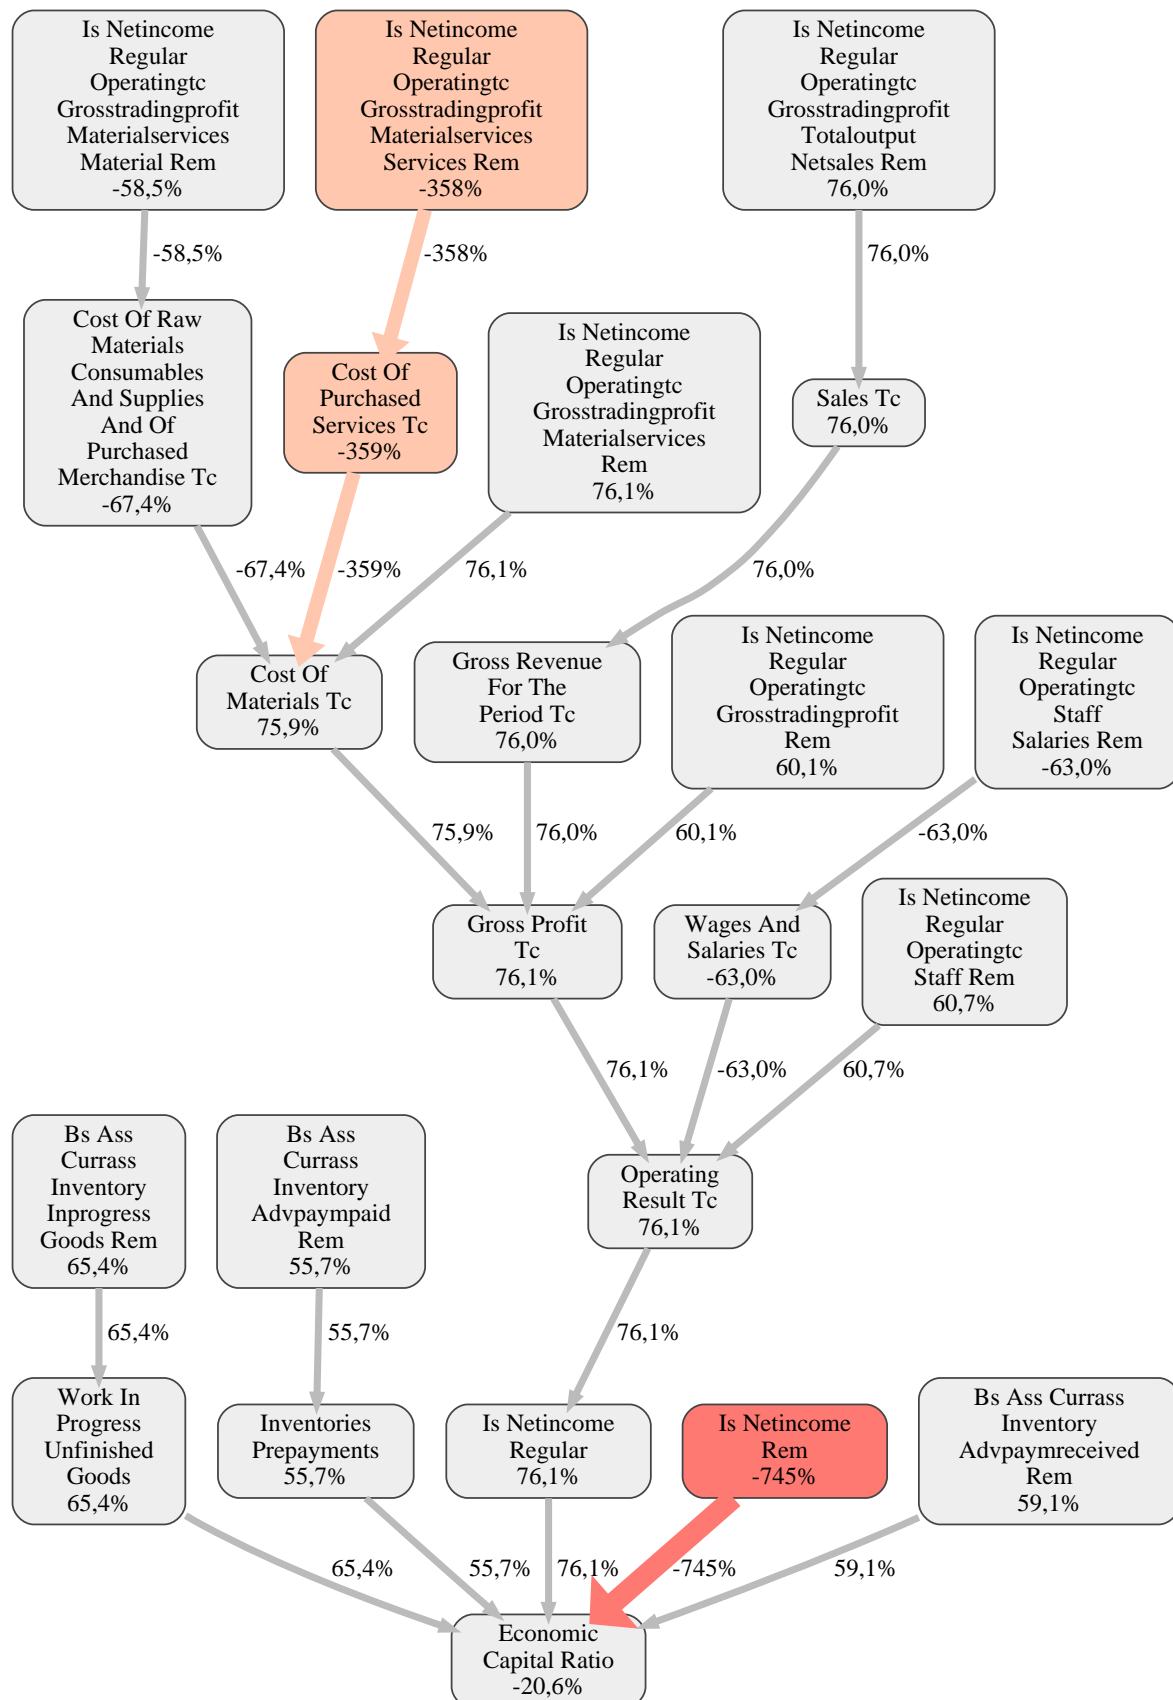 Is Netincome
Regular
Operatingtc
Grosstradingprofit
Materialservices
Material Rem
-58,5%
Is Netincome
Regular
Operatingtc
Grosstradingprofit
Materialservices
Services Rem
-358%
Is Netincome
Regular
Operatingtc
Grosstradingprofit
Totaloutput
Netsales Rem
76,0%
-58,5%
-358%
76,0%
Cost Of Raw
Materials
Consumables
And Supplies
And Of
Purchased
Merchandise Tc
-67,4%
Cost Of
Purchased
Services Tc
-359%
Is Netincome
Regular
Operatingtc
Grosstradingprofit
Materialservices
Rem
76,1%
Sales Tc
76,0%
-67,4%
-359%
76,1%
76,0%
Cost Of
Materials Tc
75,9%
Gross Revenue
For The
Period Tc
76,0%
Is Netincome
Regular
Operatingtc
Grosstradingprofit
Rem
60,1%
Is Netincome
Regular
Operatingtc
Staff
Salaries Rem
-63,0%
75,9%
76,0%
60,1%
-63,0%
Gross Profit
Tc
76,1%
Wages And
Salaries Tc
-63,0%
Is Netincome
Regular
Operatingtc
Staff Rem
60,7%
76,1%
-63,0%
60,7%
Bs Ass
Currass
Inventory
Inprogress
Goods Rem
65,4%
Bs Ass
Currass
Inventory
Advpaympaid
Rem
55,7%
Operating
Result Tc
76,1%
65,4%
55,7%
76,1%
Work In
Progress
Unfinished
Goods
65,4%
Inventories
Prepayments
55,7%
Is Netincome
Regular
76,1%
Is Netincome
Rem
-745%
Bs Ass Currass
Inventory
Advpaymreceived
Rem
59,1%
65,4%
55,7%
76,1%
-745%
59,1%
Economic
Capital Ratio
-20,6%